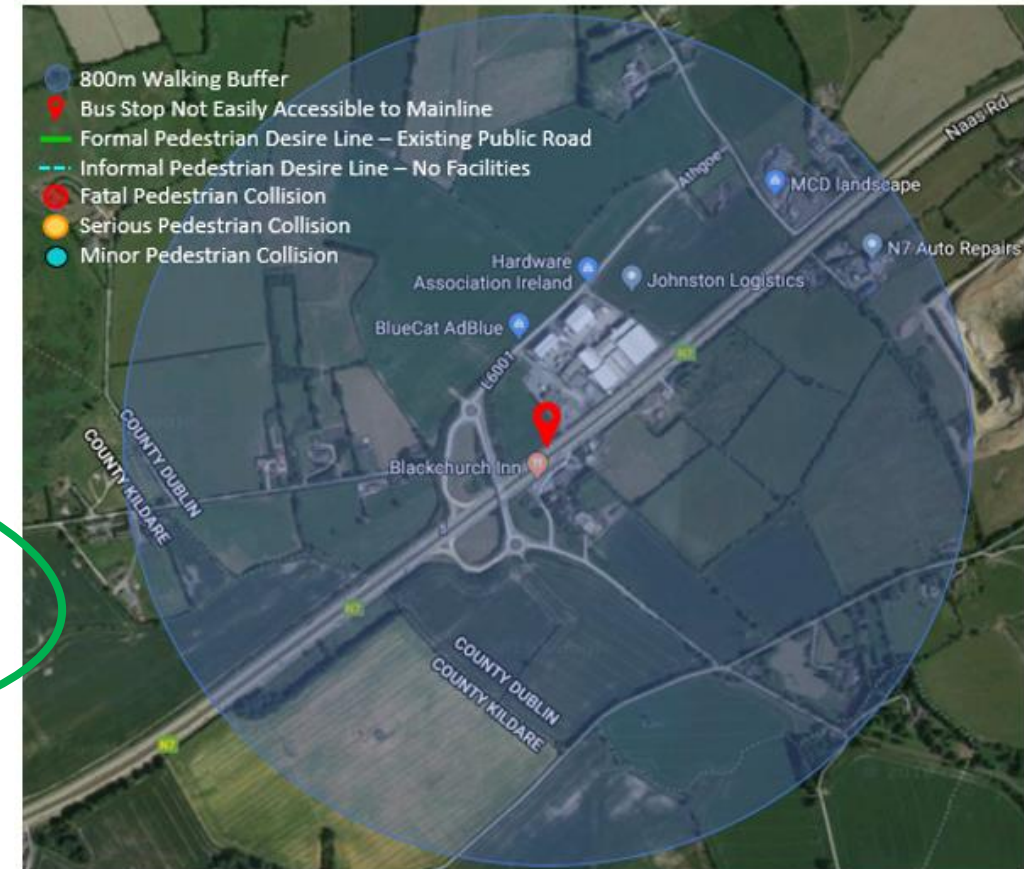 800m Walking Buffer
Bus Stop Not Easily Accessible to Mainline
Formal Pedestrian Desire Line – Existing Public Road
Informal Pedestrian Desire Line – No Facilities
Fatal Pedestrian Collision
Serious Pedestrian Collision
Minor Pedestrian Collision
Naas Rd
Athgoe
MCD landscape
N7 Auto Repairs
Hardware
Association Ireland
Johnston Logistics
BlueCat AdBlue
L6001
N7
Blackchurch Inn
COUNTY DUBLIN
COUNTY KILDARE
N7
COUNTY DUBLIN
COUNTY KILDARE
N7